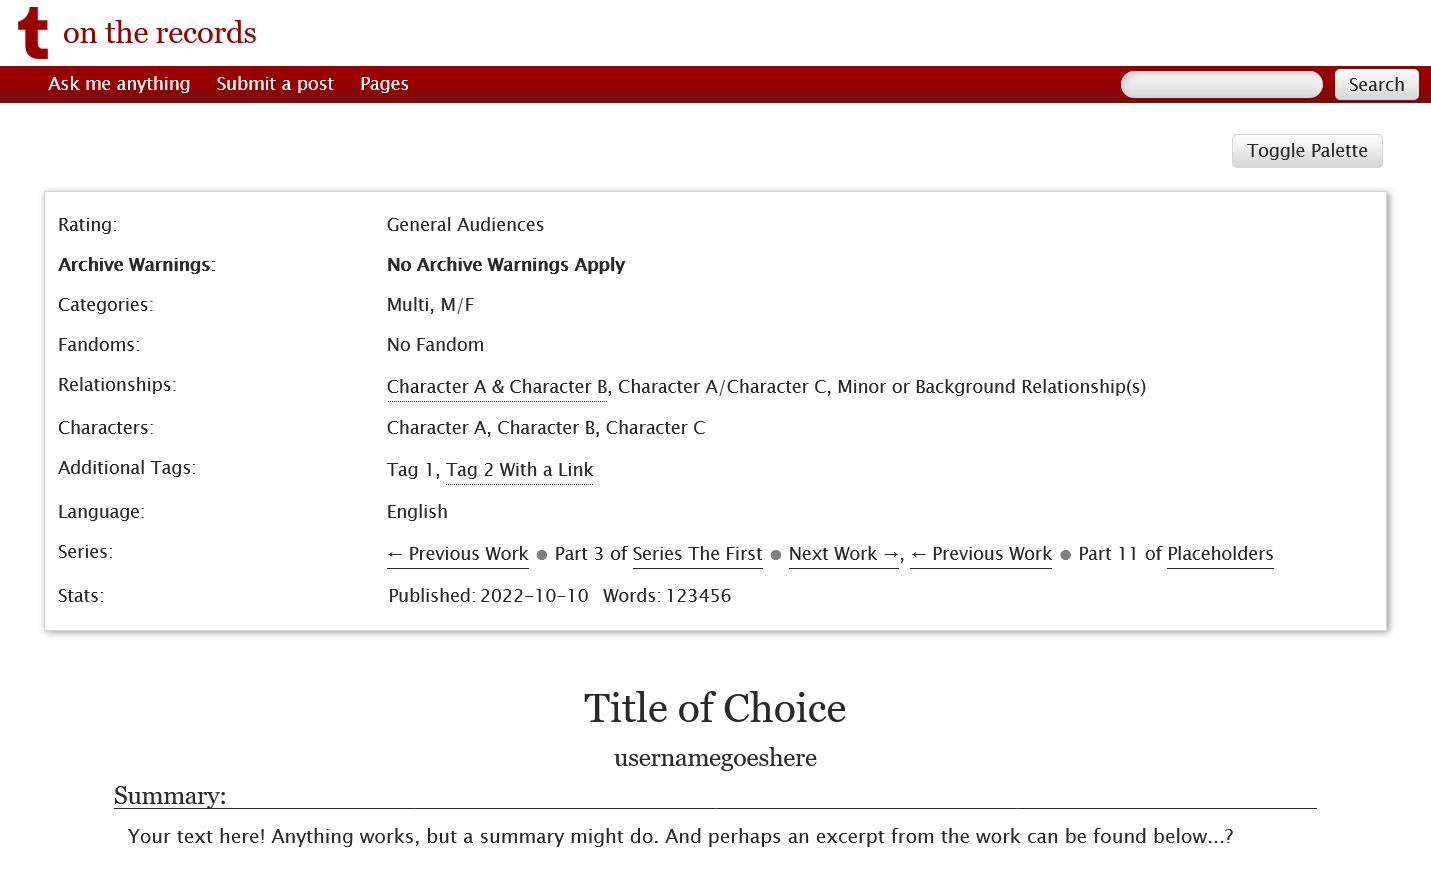 t on the records
Ask me anything Submit a post Pages Search
Toggle Palette
Rating: General Audiences
Archive Warnings: No Archive Warnings Apply
Categories: Multi, M/F
Fandoms: No Fandom
Relationships: Character A & Character B, Character A/Character C, Minor or Background Relationship(s)
Characters: Character A, Character B, Character C
Additional Tags: Tag 1, Tag 2 With a Link
Language: English
Series: ← Previous Work ● Part 3 of Series The First ● Next Work →, ← Previous Work ● Part 11 of Placeholders
Stats: Published: 2022-10-10 Words: 123456
Title of Choice
usernamegoeshere
Summary:
Your text here! Anything works, but a summary might do. And perhaps an excerpt from the work can be found below...?